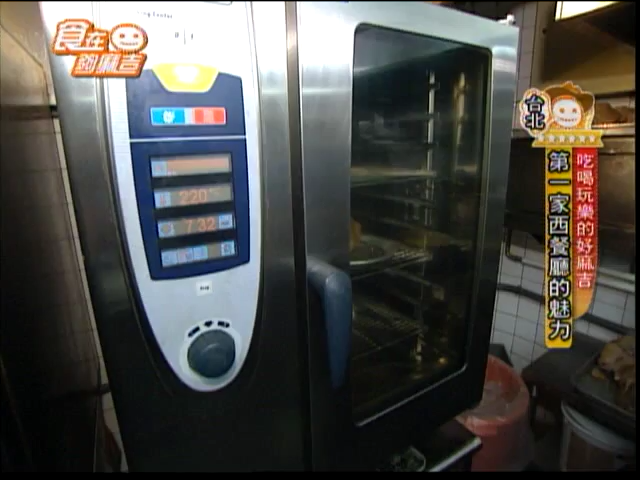 食在
夠麻吉
台北
吃喝玩樂的好麻吉
第一家西餐廳的魅力
220°
7:32